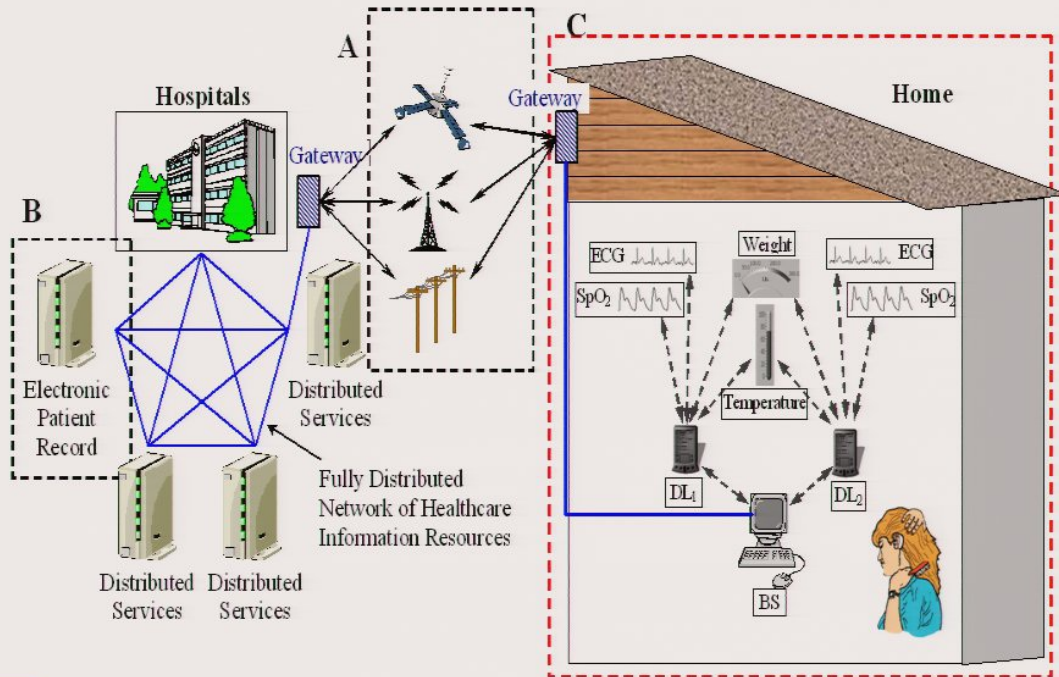 A
C
Hospitals
Gateway
Home
Gateway
B
ECG
Weight
ECG
SpO₂
SpO₂
Electronic
Patient
Record
Distributed
Services
Temperature
DL₁
DL₂
Fully Distributed
Network of Healthcare
Information Resources
Distributed
Services
Distributed
Services
BS